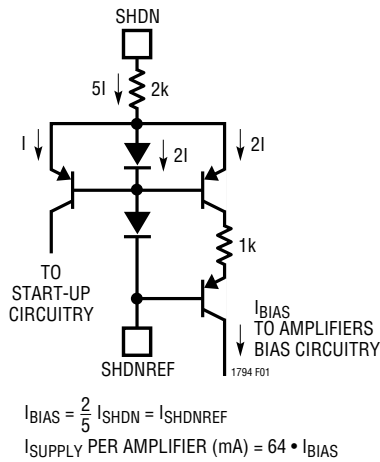 SHDN
5I
2k
I
2I
2I
1k
TO
START-UP
CIRCUITRY
IBIAS
TO AMPLIFIERS
BIAS CIRCUITRY
SHDNREF
1794 F01
IBIAS = 2/5 ISHDN = ISHDNREF
ISUPPLY PER AMPLIFIER (mA) = 64 • IBIAS